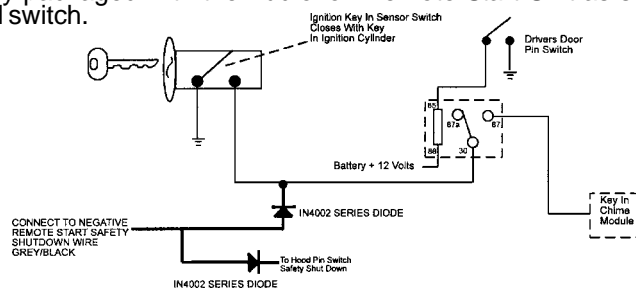 switch.
Ignition Key In Sensor Switch
Closes With Key
In Ignition Cylinder
Drivers Door
Pin Switch
85
87a
87
86
30
Battery + 12 Volts
Key In
Chime
Module
IN4002 SERIES DIODE
CONNECT TO NEGATIVE
REMOTE START SAFETY
SHUTDOWN WIRE
GREY/BLACK
To Hood Pin Switch
Safety Shut Down
IN4002 SERIES DIODE